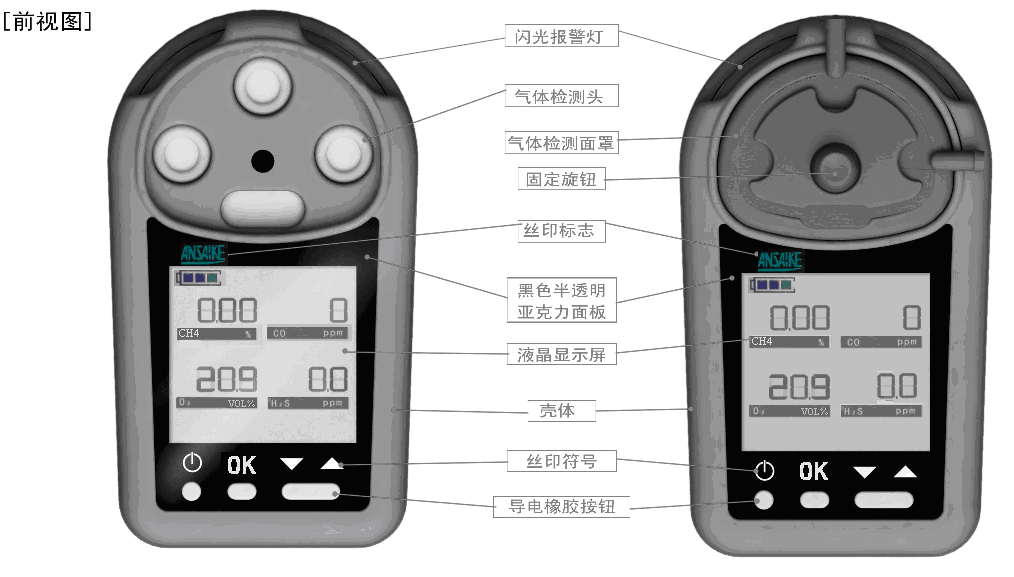 [前视图]
闪光报警灯
气体检测头
气体检测面罩
固定旋钮
丝印标志
黑色半透明
亚克力面板
液晶显示屏
壳体
丝印符号
导电橡胶按钮
ANSAIKE
0.00 0
CH4 % CO ppm
20.9 0.0
O₂ VOL% H₂S ppm
OK
ANSAIKE
0.00 0
CH4 % CO ppm
20.9 0.0
O₂ VOL% H₂S ppm
OK